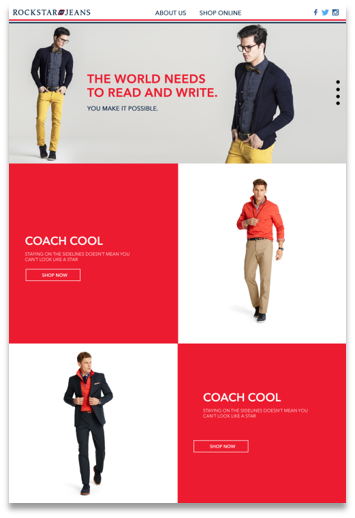 ROCKSTAR JEANS
ABOUT US SHOP ONLINE
THE WORLD NEEDS
TO READ AND WRITE.
YOU MAKE IT POSSIBLE.
COACH COOL
STAYING ON THE SIDELINES DOESN'T MEAN YOU
CAN'T LOOK LIKE A STAR
SHOP NOW
COACH COOL
STAYING ON THE SIDELINES DOESN'T MEAN YOU
CAN'T LOOK LIKE A STAR
SHOP NOW